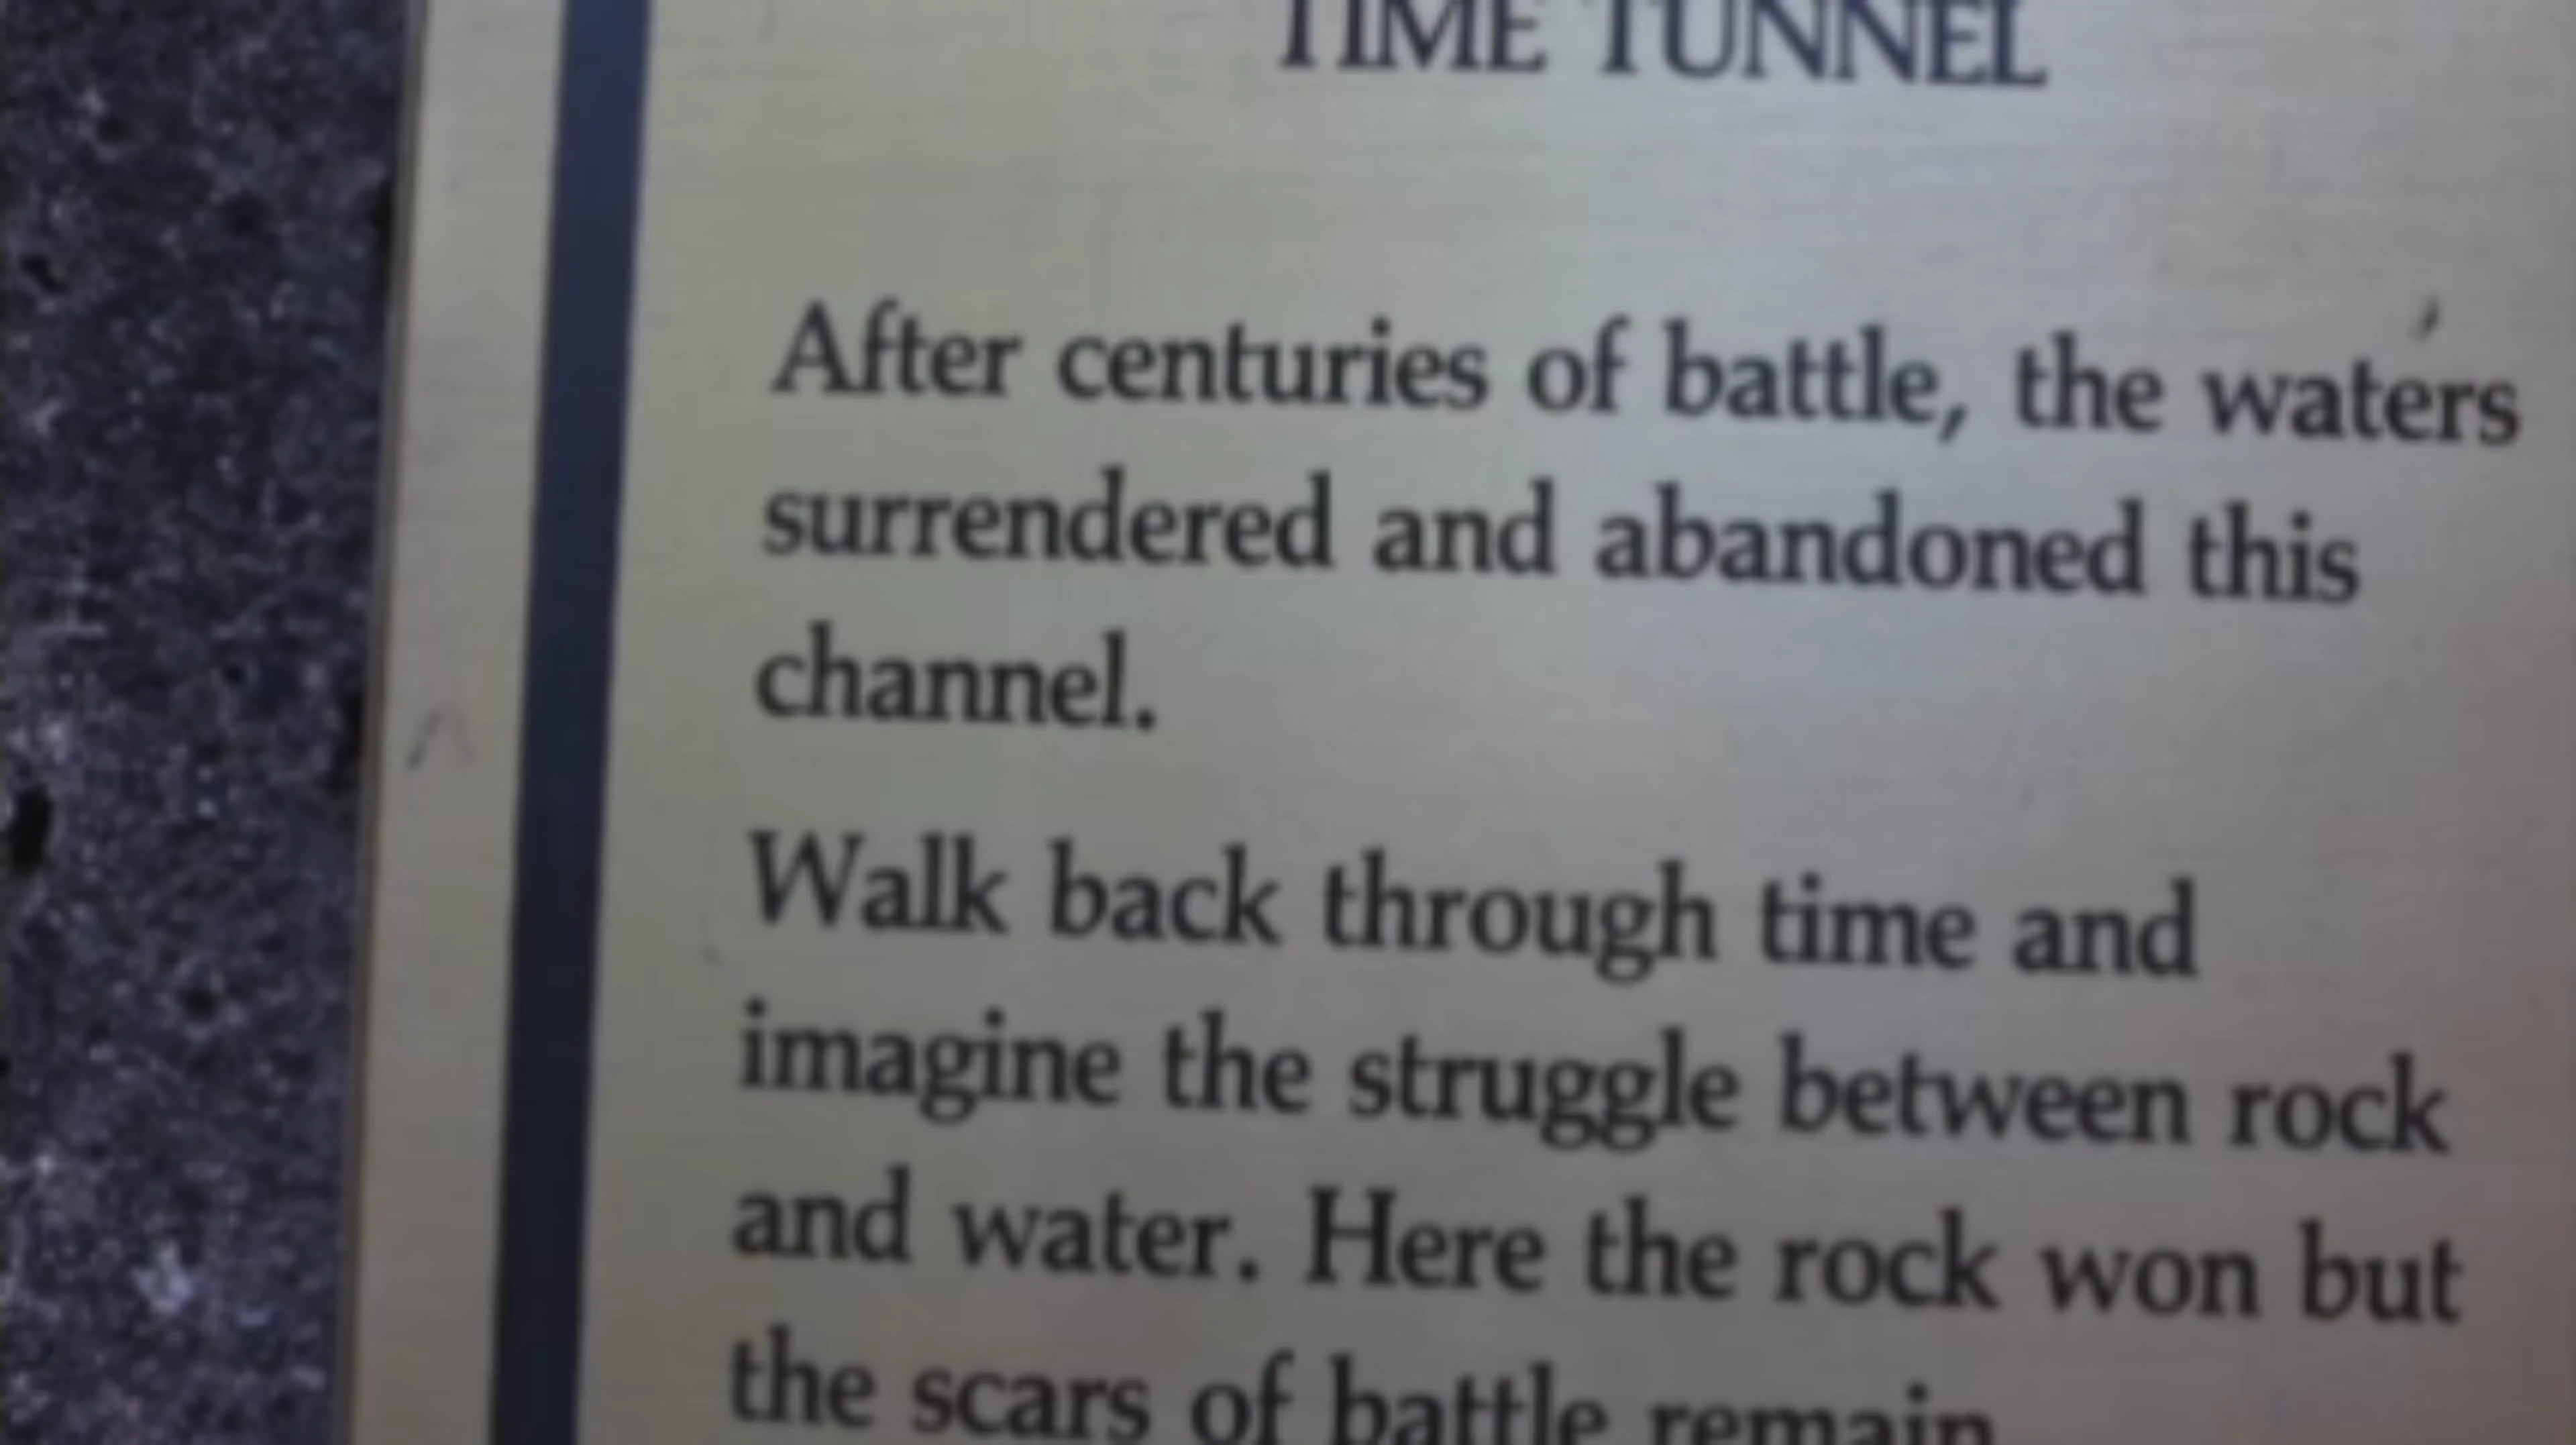 TIME TUNNEL
After centuries of battle, the waters
surrendered and abandoned this
channel.
Walk back through time and
imagine the struggle between rock
and water. Here the rock won but
the scars of battle remain